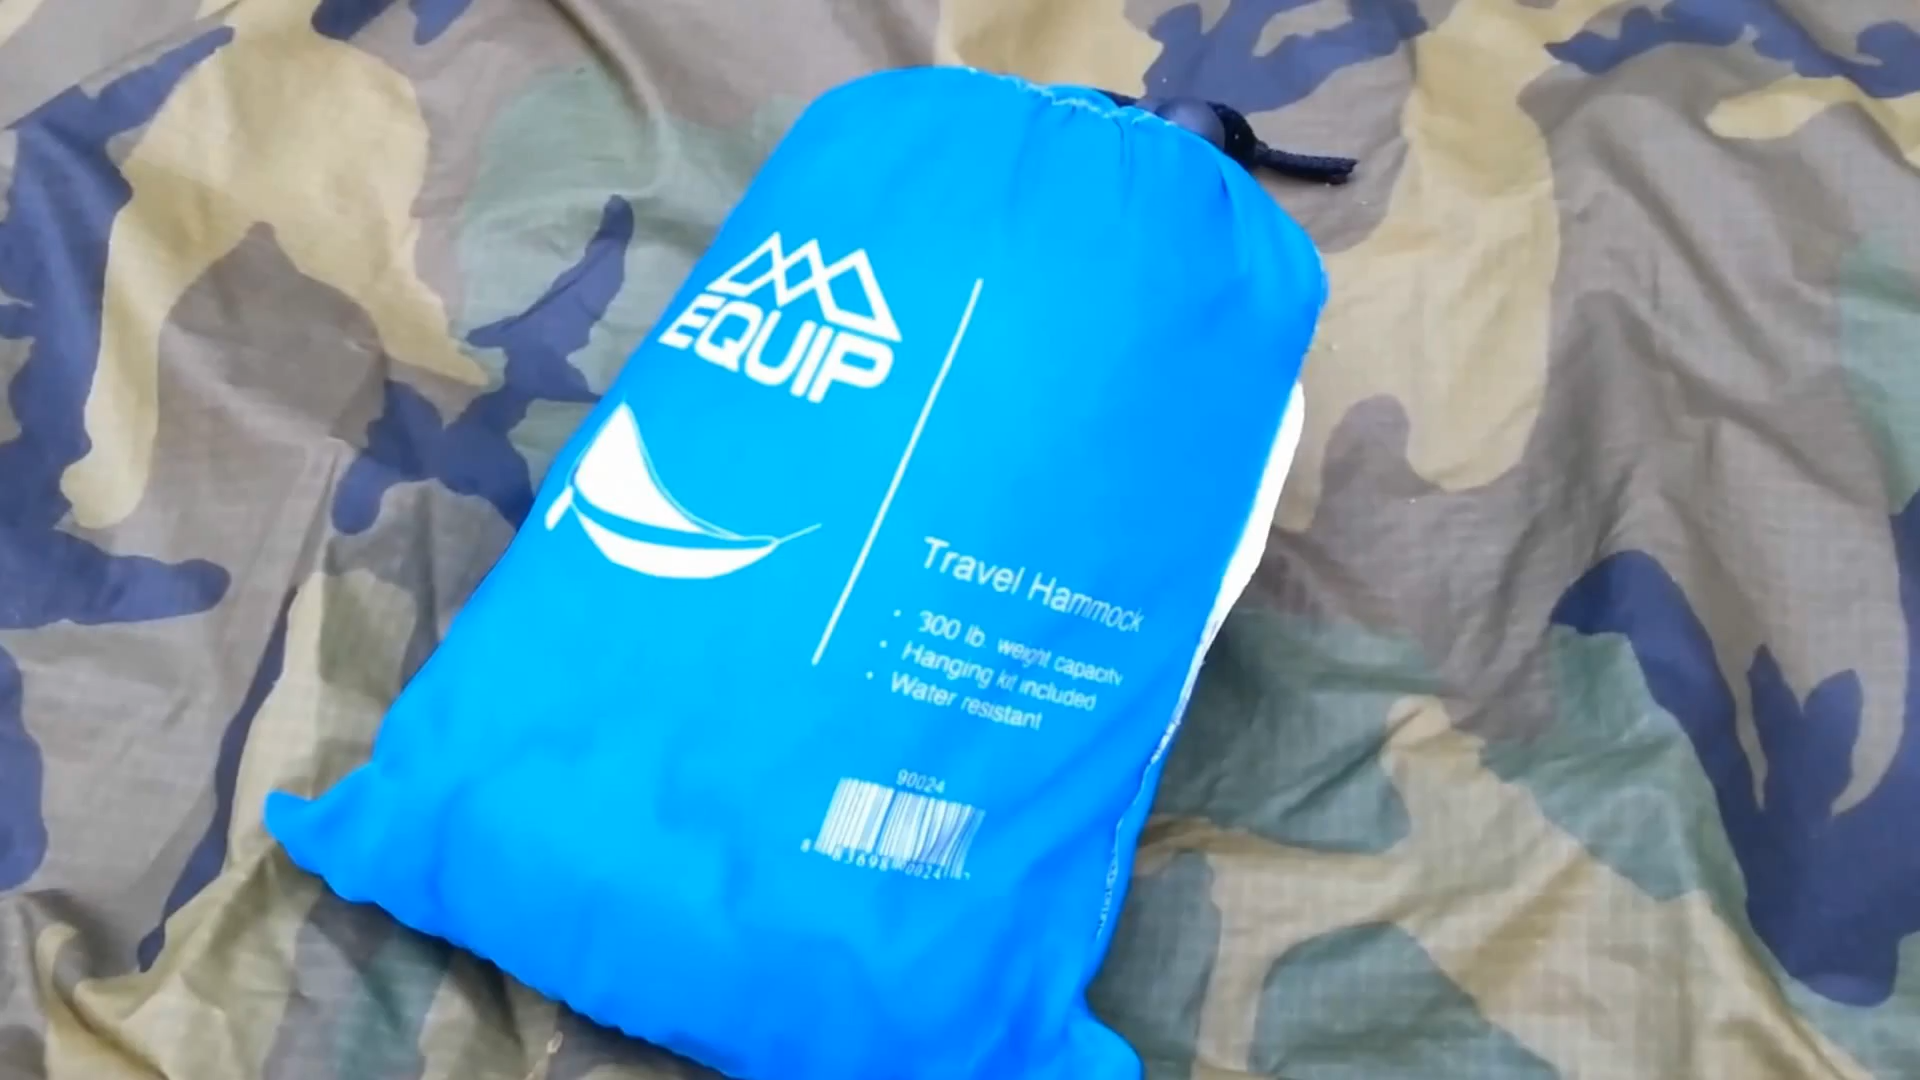 EQUIP
Travel Hammock
• 300 lb. weight capacity
• Hanging kit included
• Water resistant
90024